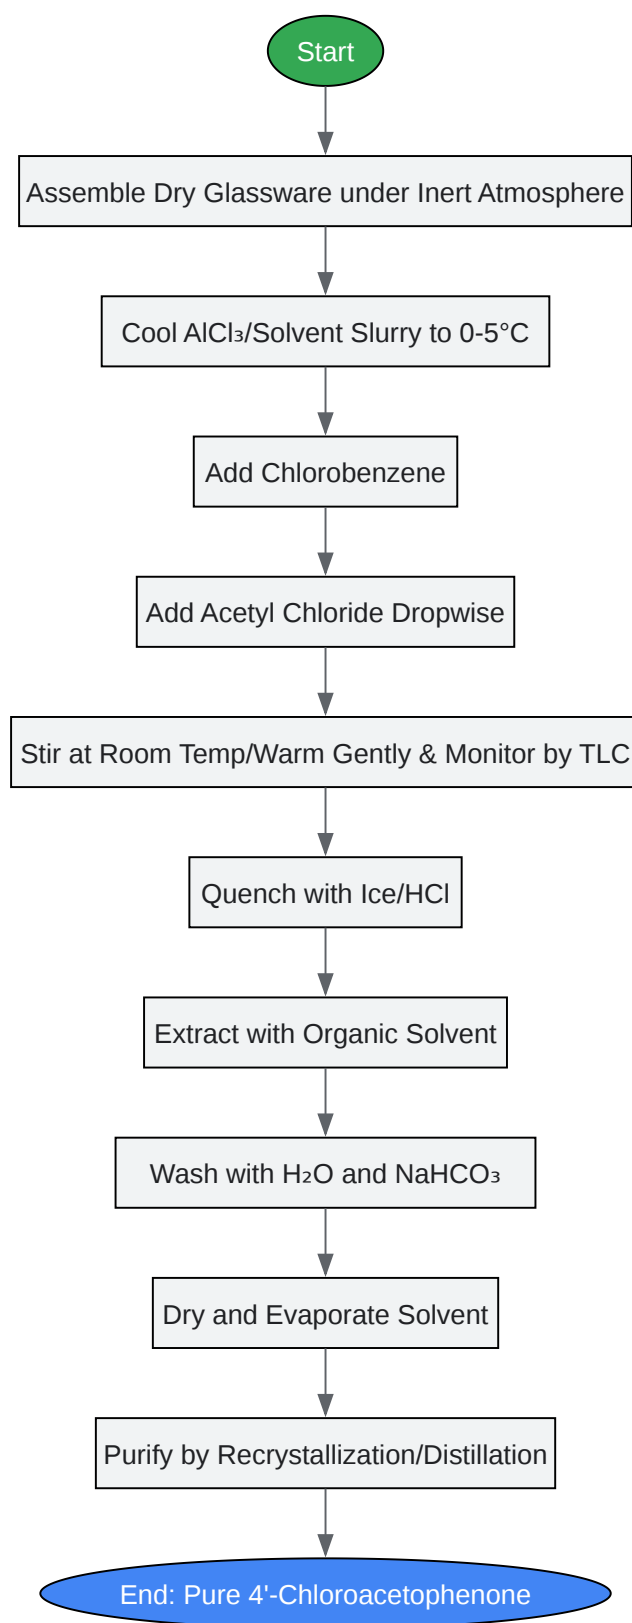 Start
Assemble Dry Glassware under Inert Atmosphere
Cool AlCl₃/Solvent Slurry to 0-5°C
Add Chlorobenzene
Add Acetyl Chloride Dropwise
Stir at Room Temp/Warm Gently & Monitor by TLC
Quench with Ice/HCl
Extract with Organic Solvent
Wash with H₂O and NaHCO₃
Dry and Evaporate Solvent
Purify by Recrystallization/Distillation
End: Pure 4'-Chloroacetophenone